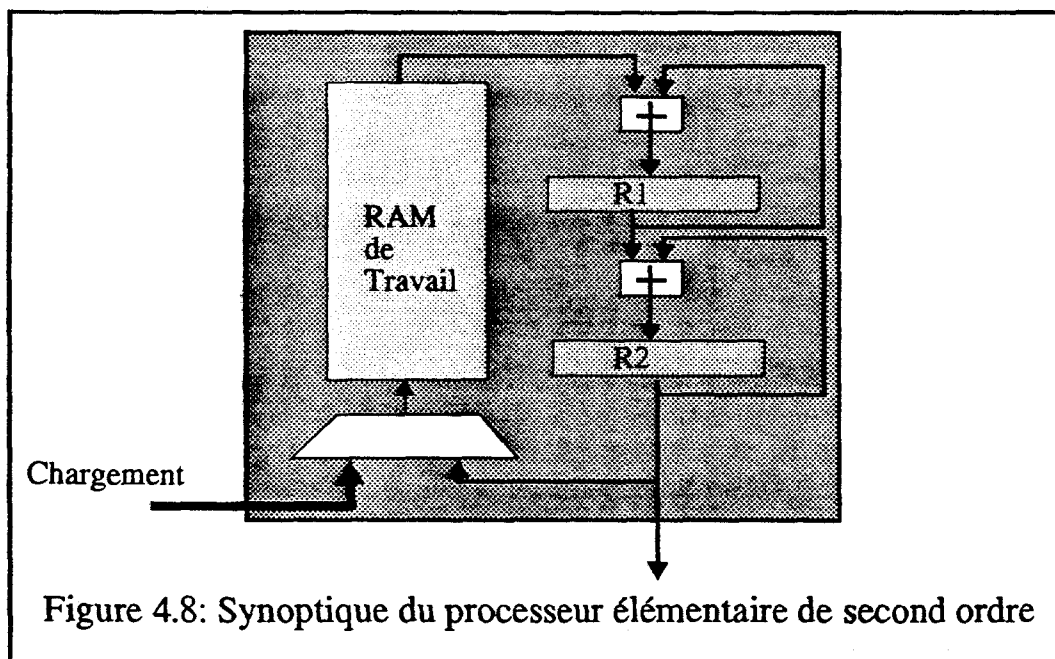 +
R1
RAM
de
Travail
+
R2
Chargement
Figure 4.8: Synoptique du processeur élémentaire de second ordre